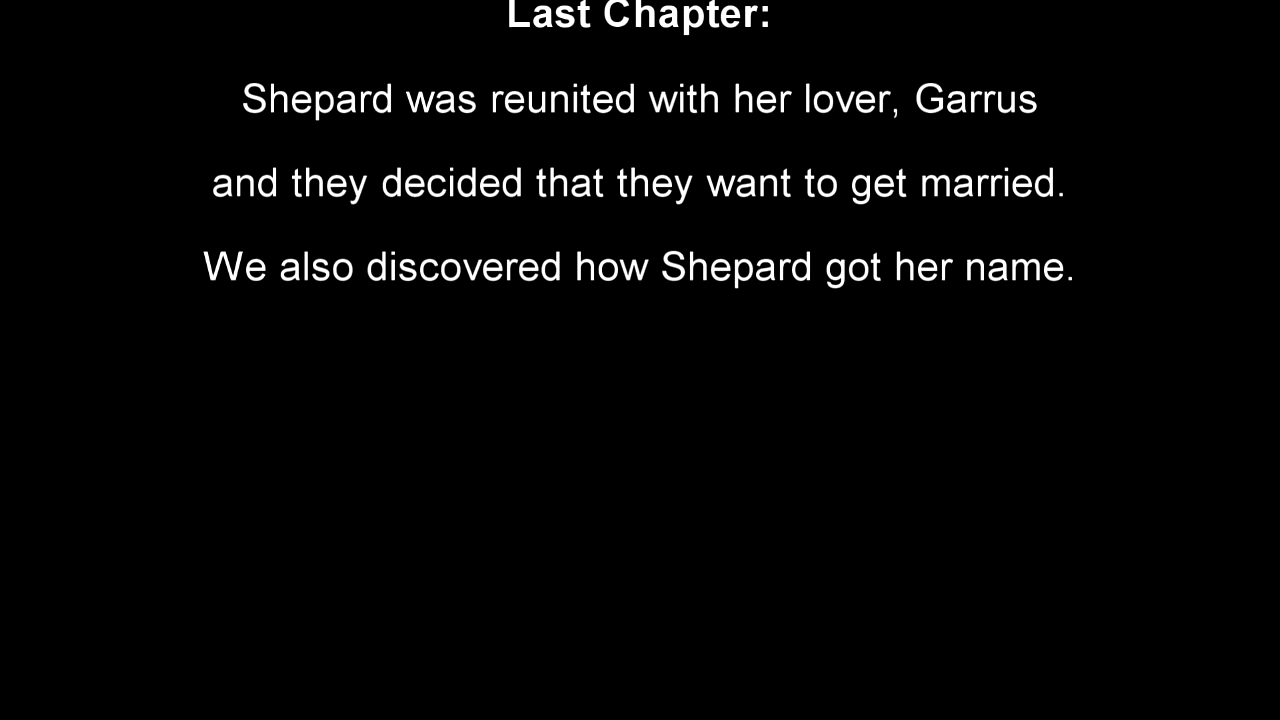 Last Chapter:
Shepard was reunited with her lover, Garrus
and they decided that they want to get married.
We also discovered how Shepard got her name.